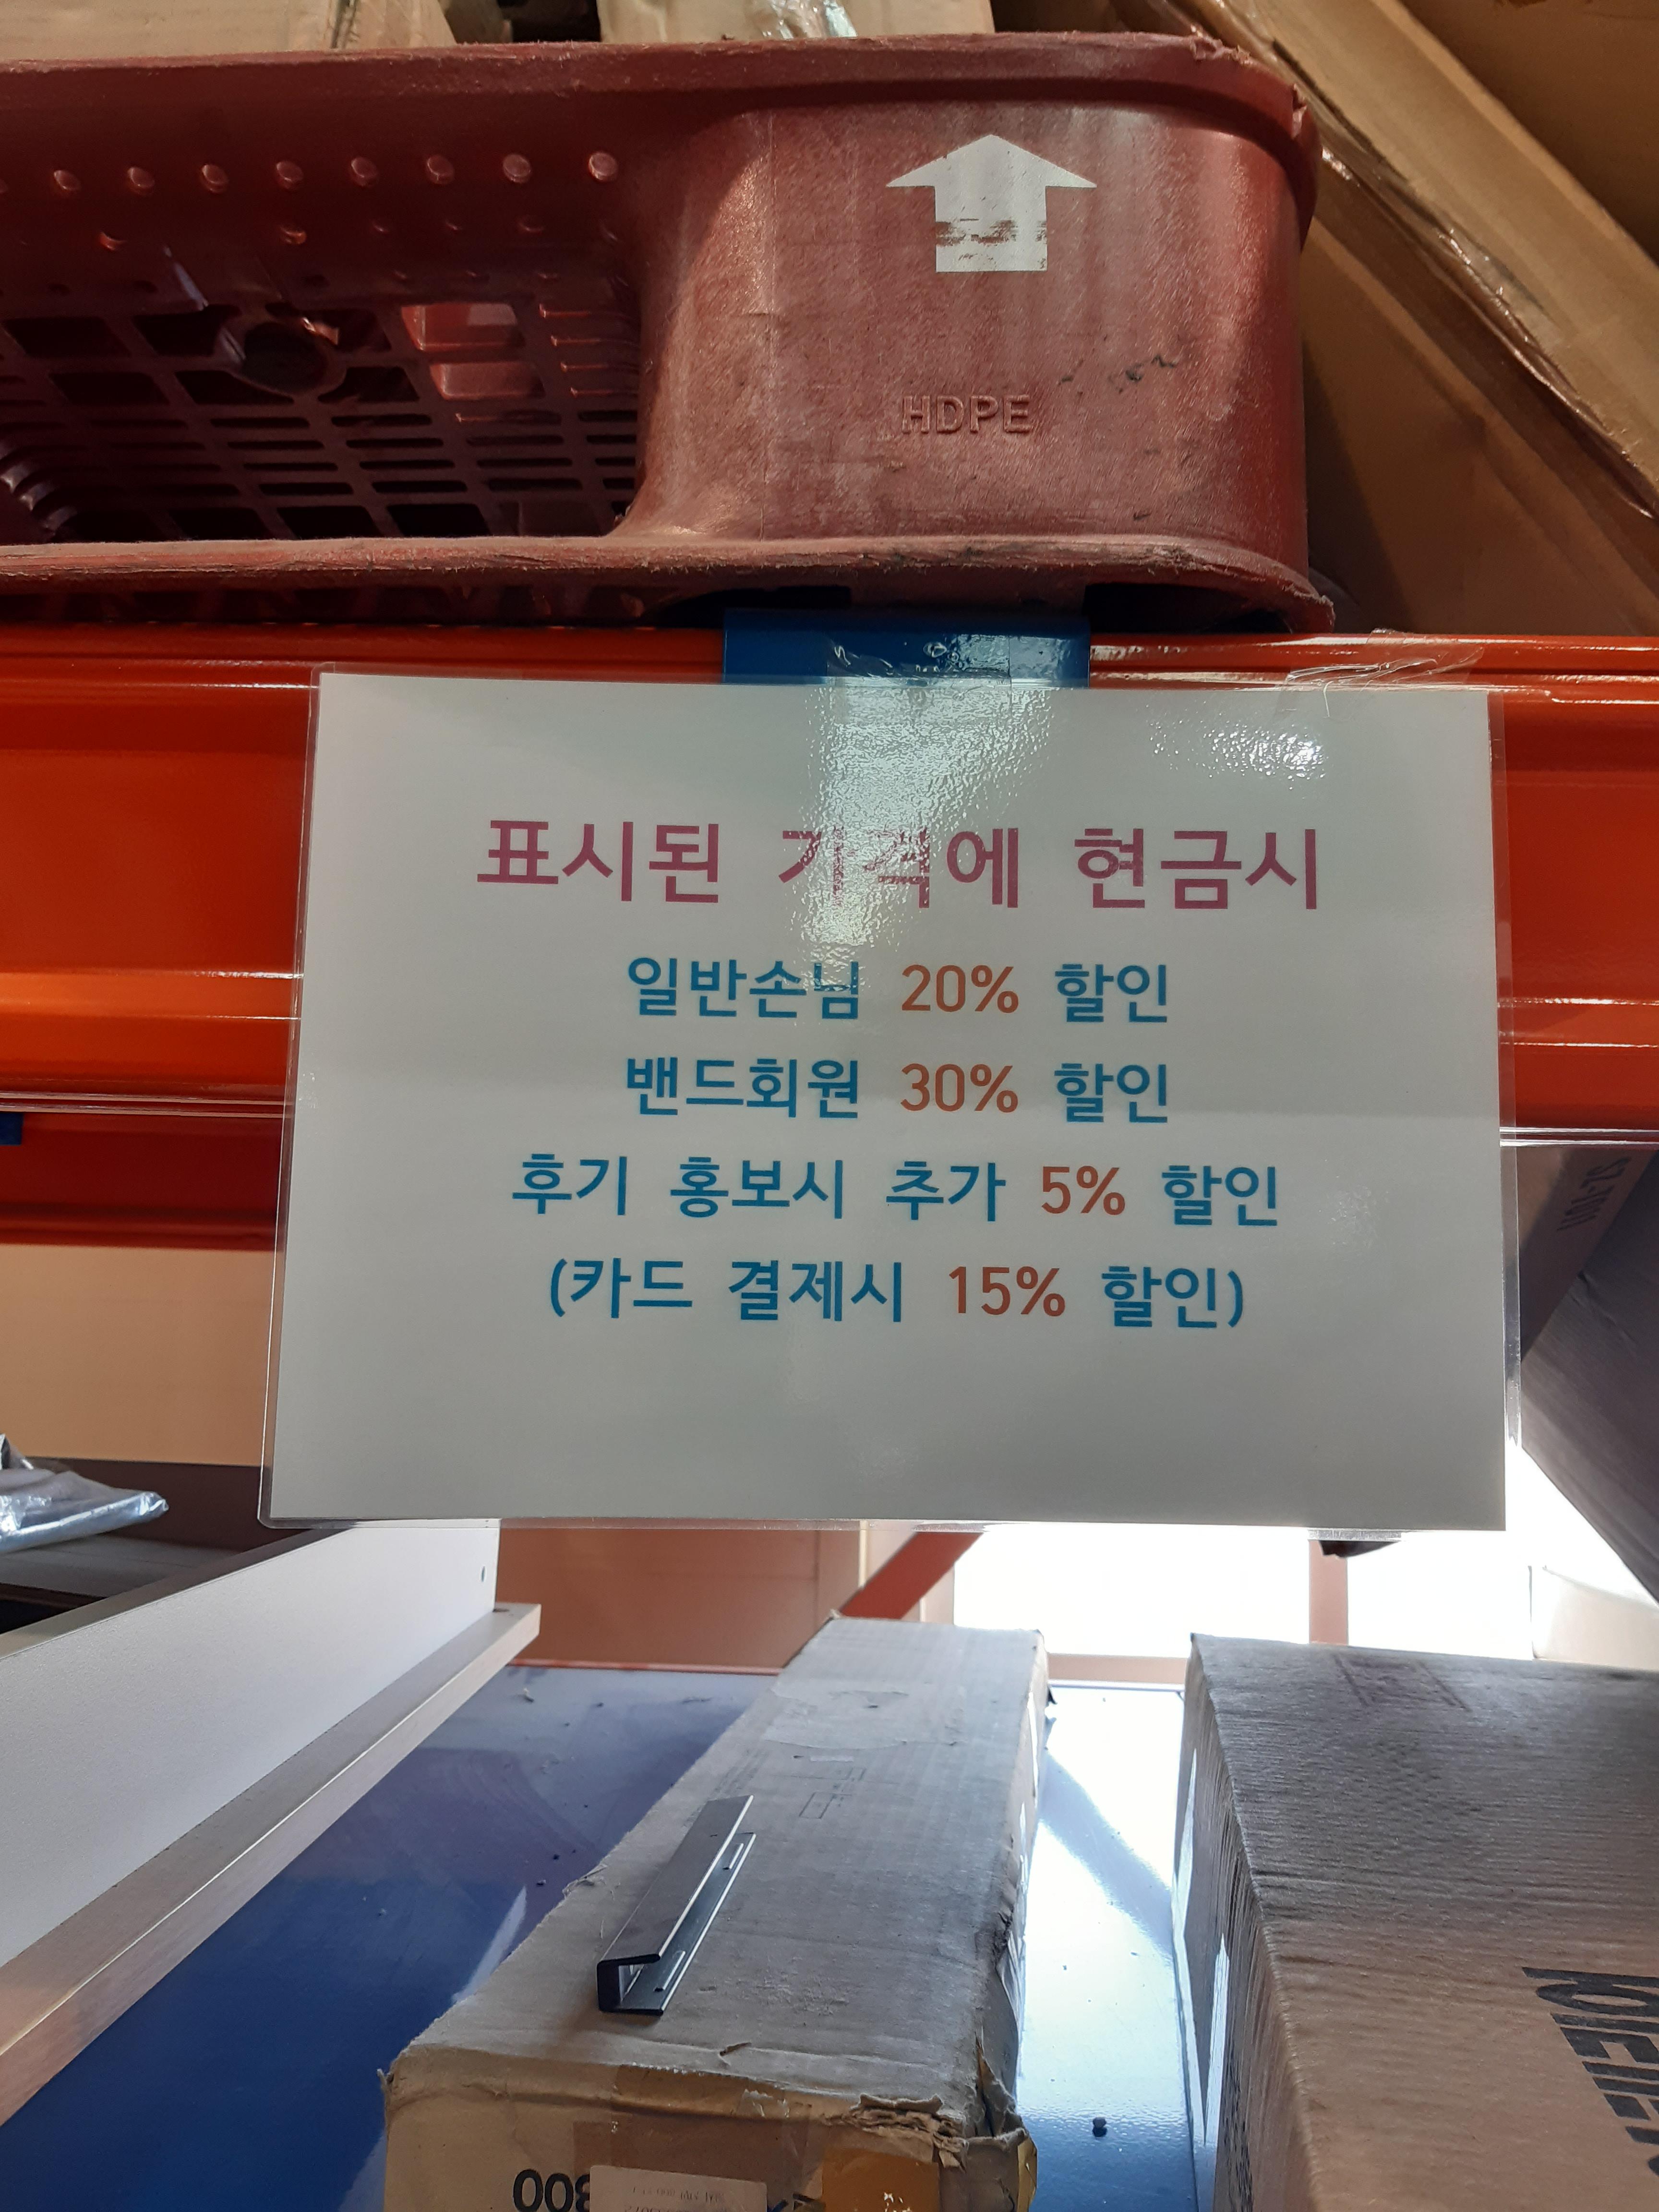 HDPE
표시된 가격에 현금시
일반손님 20% 할인
밴드회원 30% 할인
후기 홍보시 추가 5% 할인
(카드 결제시 15% 할인)